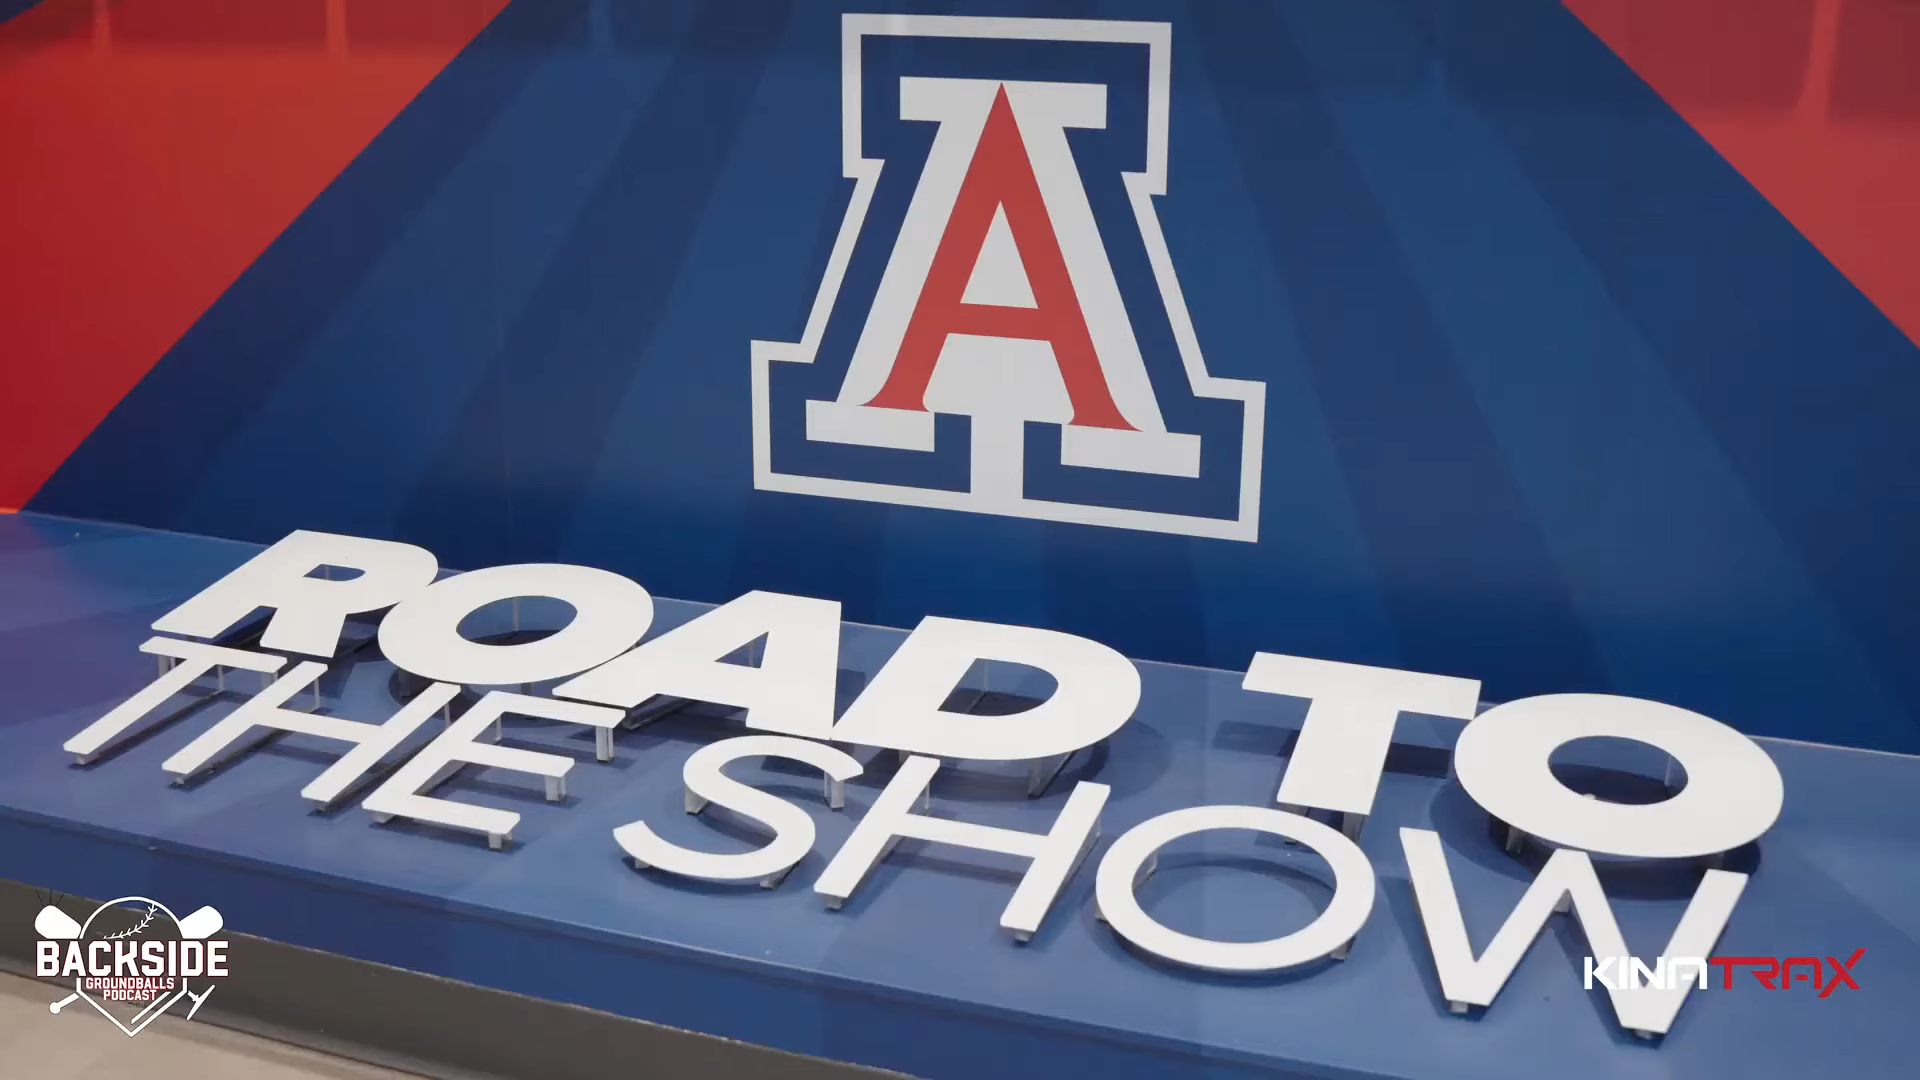 A
ROAD TO
THE SHOW
BACKSIDE
GROUNDBALLS
PODCAST
KINATRAX